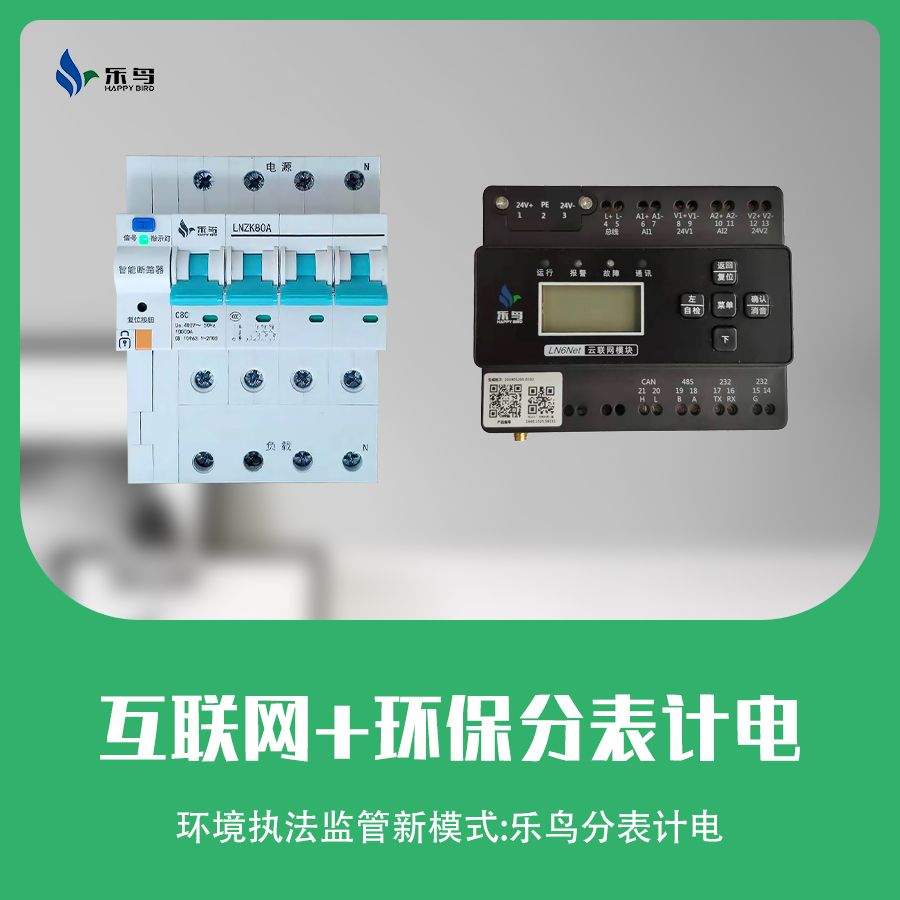 乐鸟
HAPPY BIRD
电源 N
信号 指示灯
乐鸟
HAPPY BIRD
LNZK80A
智能断路器
复位按钮
C80
负载 N
24V+ PE 24V-
1 2 3
L+ L- A1+ A1- V1+ V1- A2+ A2- V2+ V2-
4 5 6 7 8 9 10 11 12 13
总线 AI1 24V1 AI2 24V2
运行 报警 故障 通讯
返回
复位
左
自检
菜单
确认
消音
下
乐鸟
LN6Net 云联网模块
CAN 485 232 232
21 20 19 18 17 16 15 14
H L B A TX RX G
互联网+环保分表计电
环境执法监管新模式:乐鸟分表计电